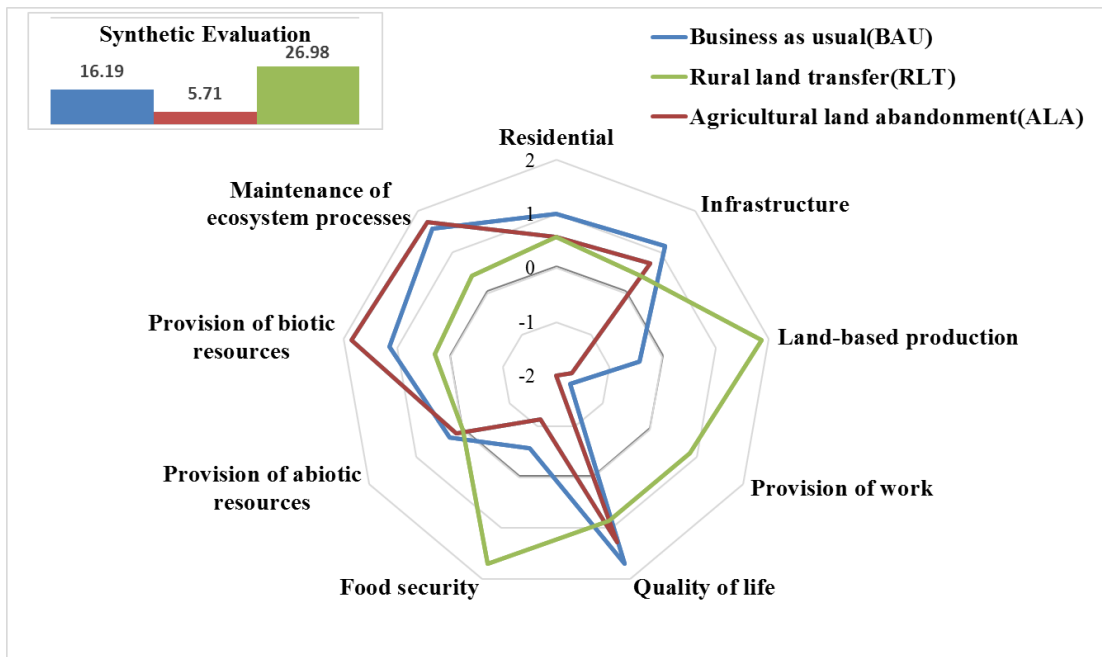 Synthetic Evaluation
16.19
5.71
26.98
Business as usual(BAU)
Rural land transfer(RLT)
Agricultural land abandonment(ALA)
Residential
2
1
0
-1
-2
Infrastructure
Land-based production
Provision of work
Quality of life
Food security
Provision of abiotic
resources
Provision of biotic
resources
Maintenance of
ecosystem processes